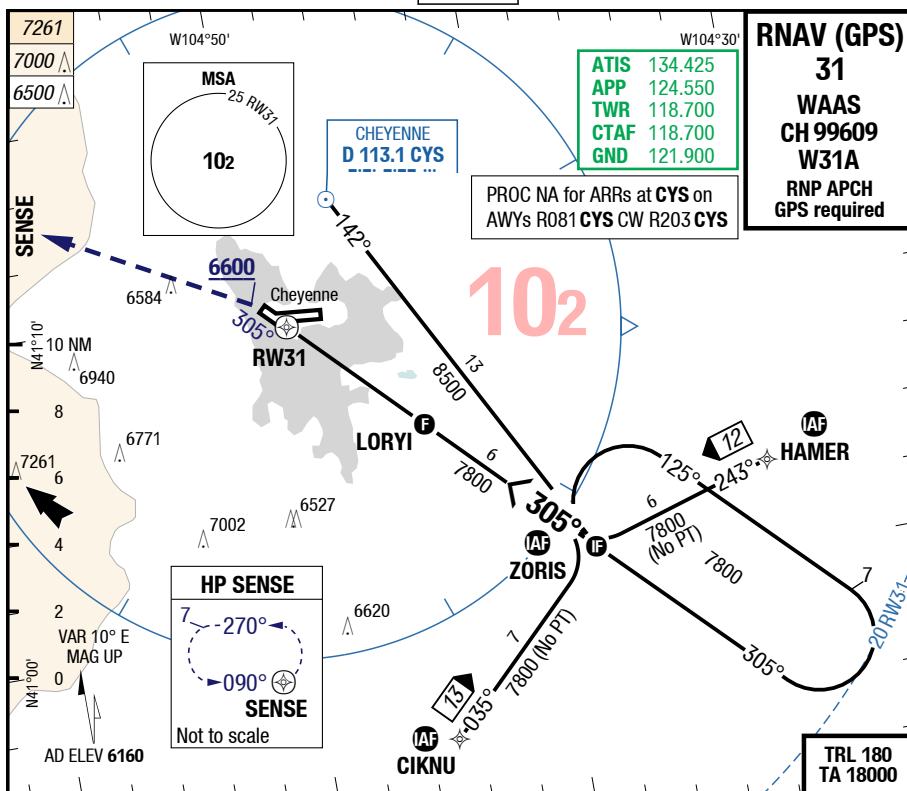 7261
7000
6500
W104°50'
W104°30'
RNAV (GPS)
31
WAAS
CH 99609
W31A
RNP APCH
GPS required
MSA
25 RW31
102
ATIS 134.425
APP 124.550
TWR 118.700
CTAF 118.700
GND 121.900
CHEYENNE
D 113.1 CYS
PROC NA for ARRs at CYS on
AWYs R081 CYS CW R203 CYS
SENSE
142°
6600
6584
Cheyenne
305°
RW31
102
N41°10'
10 NM
6940
13
8500
8
LORYI
F
6
7800
6771
IAF
HAMER
12
243°
125°
7261
6
305°
6
7800
(No PT)
7800
6527
7002
4
IAF
ZORIS
IF
7
20 RW31
HP SENSE
7
270°
090°
SENSE
Not to scale
2
6620
VAR 10° E
MAG UP
0
N41°00'
305°
7
7800 (No PT)
13
035°
IAF
CIKNU
AD ELEV 6160
TRL 180
TA 18000